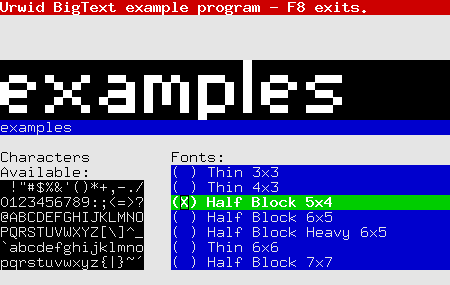 Urwid BigText example program - F8 exits.
examples
examples
Characters
Available:
 !"#$%&'()*+,-./
0123456789:;<=>?
@ABCDEFGHIJKLMNO
PQRSTUVWXYZ[\]^_
`abcdefghijklmno
pqrstuvwxyz{|}~´
Fonts:
( ) Thin 3x3
( ) Thin 4x3
(X) Half Block 5x4
( ) Half Block 6x5
( ) Half Block Heavy 6x5
( ) Thin 6x6
( ) Half Block 7x7